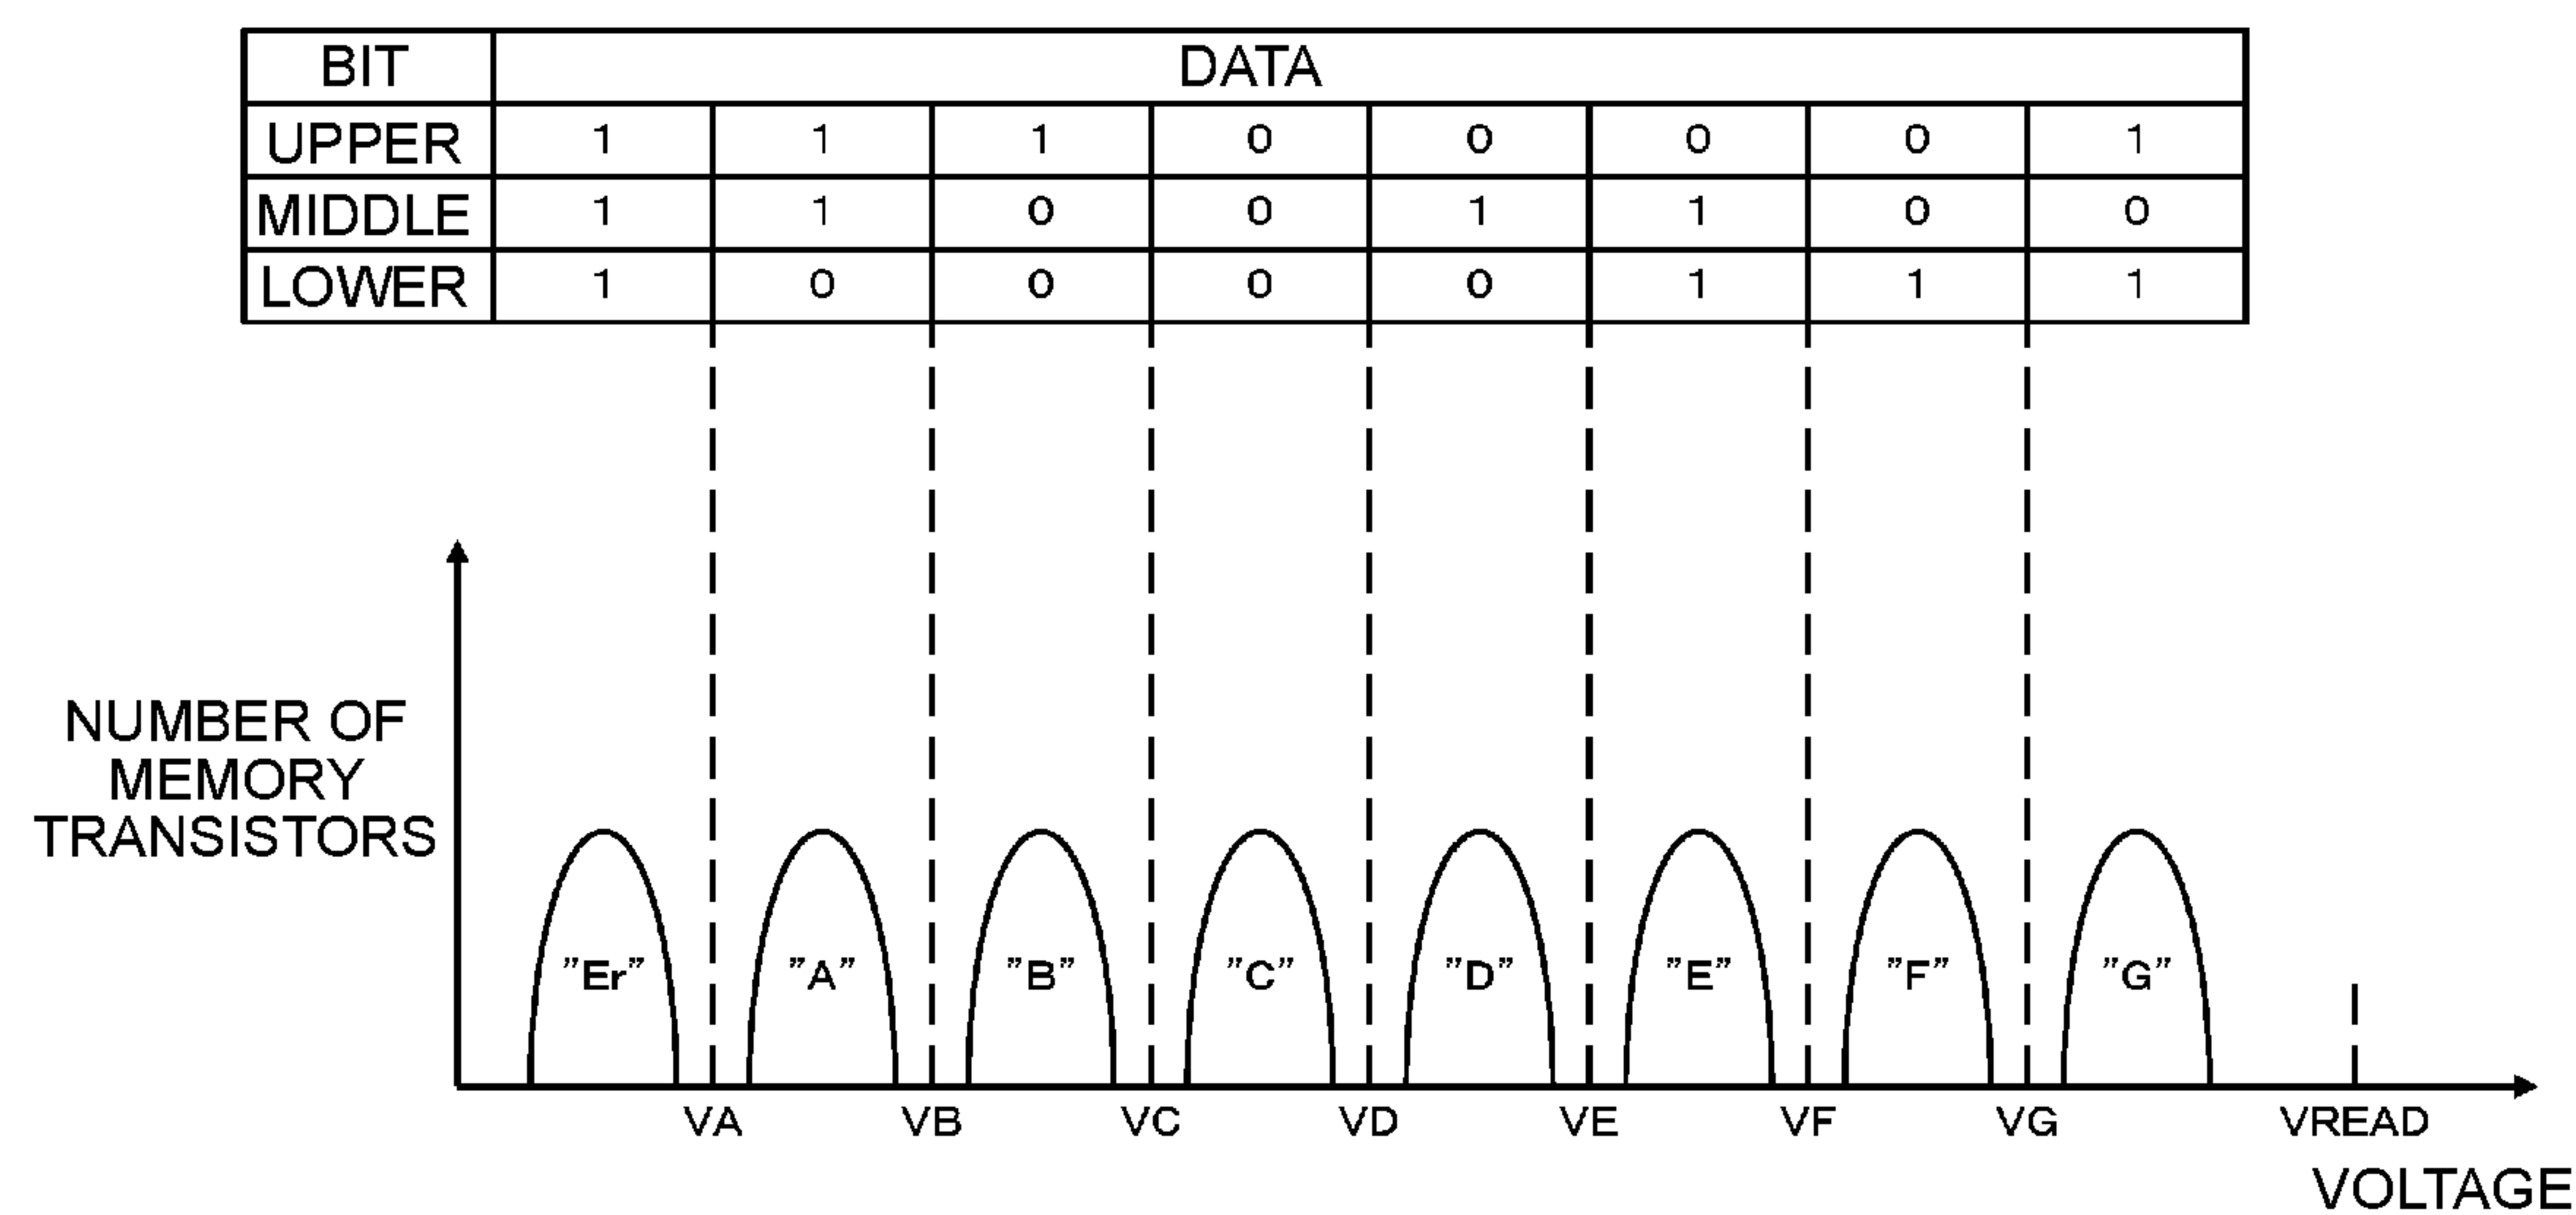 BIT DATA
UPPER 1 1 1 0 0 0 0 1
MIDDLE 1 1 0 0 1 1 0 0
LOWER 1 0 0 0 0 1 1 1
NUMBER OF
MEMORY
TRANSISTORS
"Er" "A" "B" "C" "D" "E" "F" "G"
VA VB VC VD VE VF VG VREAD
VOLTAGE